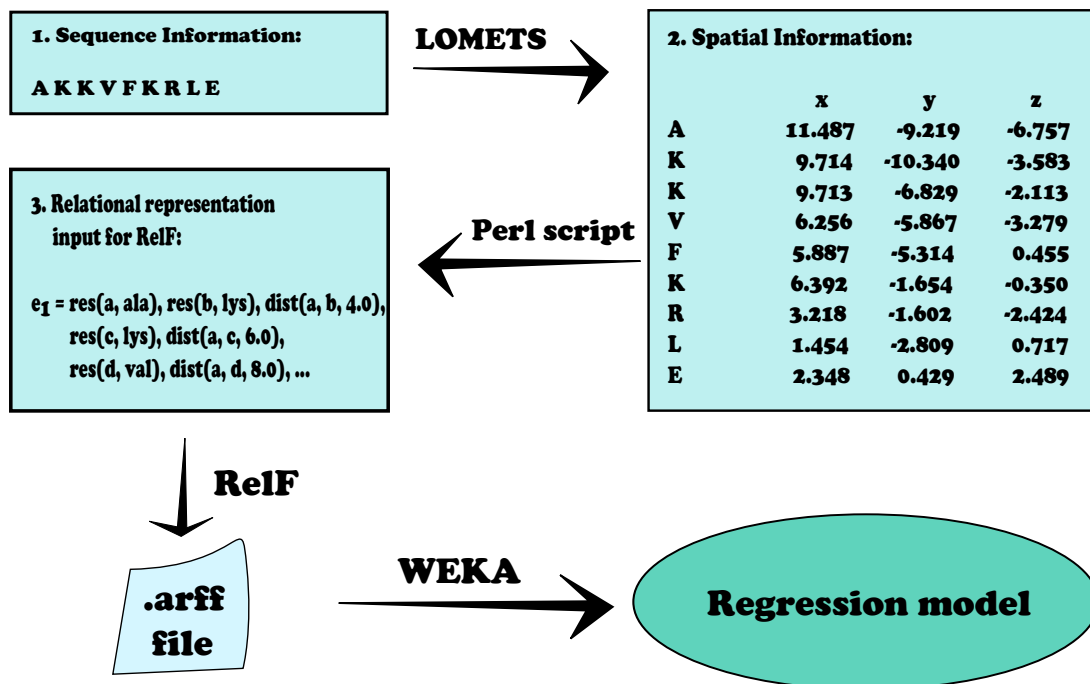 1. Sequence Information:
A K K V F K R L E
LOMETS
2. Spatial Information:
x y z
A 11.487 -9.219 -6.757
K 9.714 -10.340 -3.583
K 9.713 -6.829 -2.113
V 6.256 -5.867 -3.279
F 5.887 -5.314 0.455
K 6.392 -1.654 -0.350
R 3.218 -1.602 -2.424
L 1.454 -2.809 0.717
E 2.348 0.429 2.489
Perl script
3. Relational representation
input for RelF:
e1 = res(a, ala), res(b, lys), dist(a, b, 4.0),
res(c, lys), dist(a, c, 6.0),
res(d, val), dist(a, d, 8.0), ...
RelF
.arff
file
WEKA
Regression model